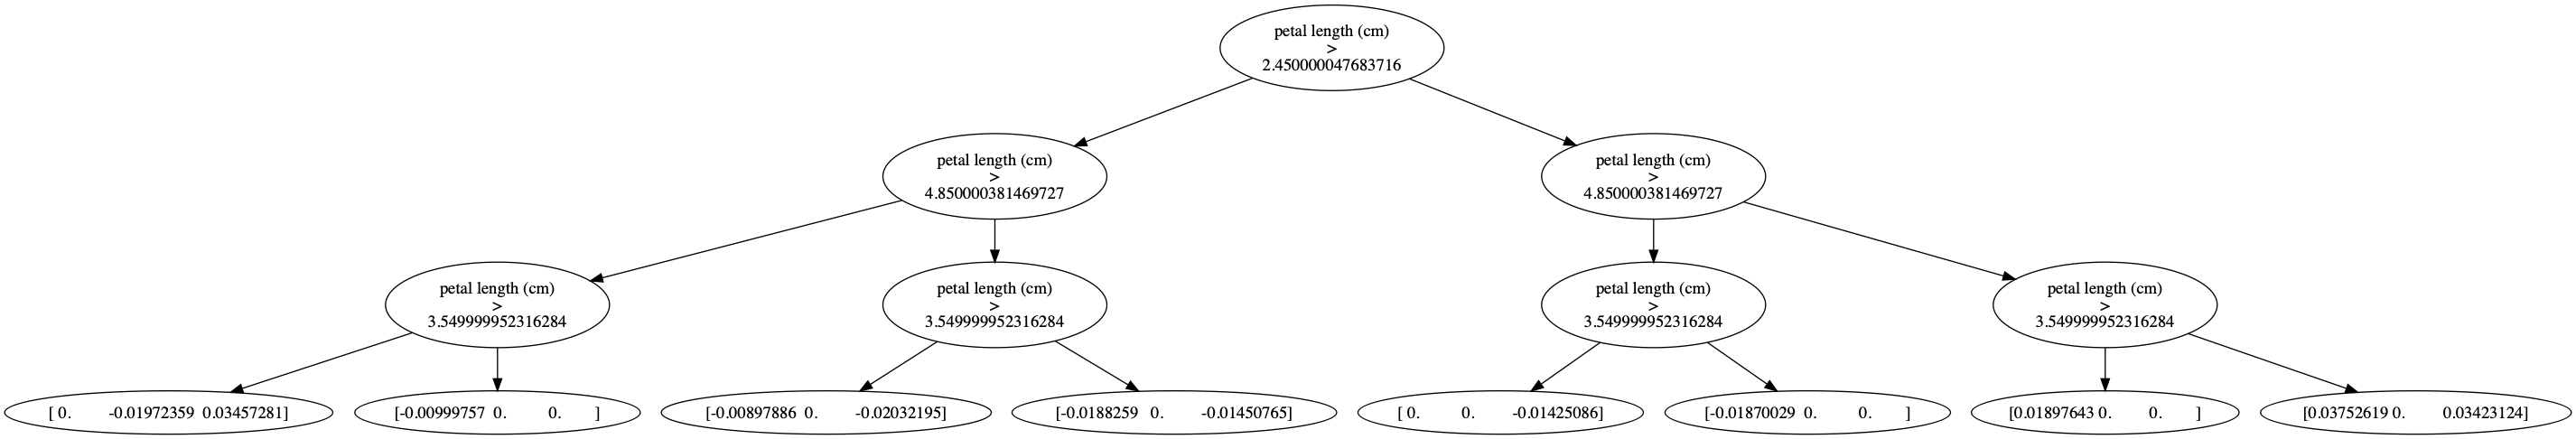 petal length (cm)
>
2.450000047683716
petal length (cm)
>
4.850000381469727
petal length (cm)
>
4.850000381469727
petal length (cm)
>
3.549999952316284
petal length (cm)
>
3.549999952316284
petal length (cm)
>
3.549999952316284
petal length (cm)
>
3.549999952316284
[ 0. -0.01972359 0.03457281]
[-0.00999757 0. 0. ]
[-0.00897886 0. -0.02032195]
[-0.0188259 0. -0.01450765]
[ 0. 0. -0.01425086]
[-0.01870029 0. 0. ]
[0.01897643 0. 0. ]
[0.03752619 0. 0.03423124]